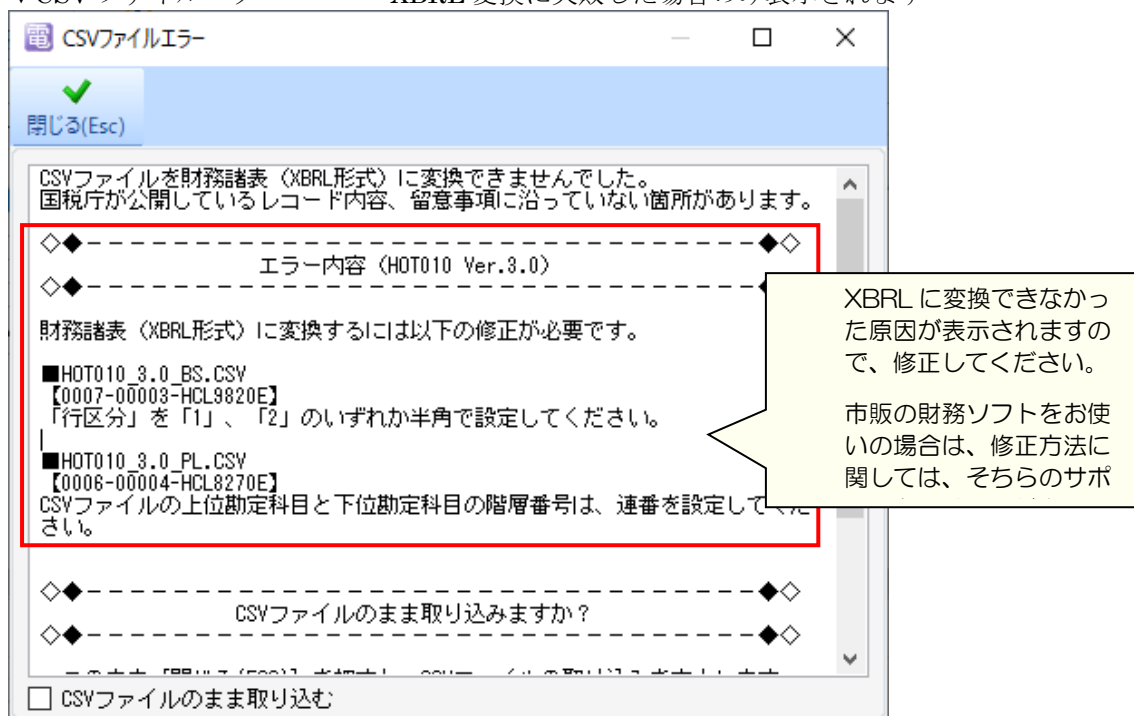 CSVファイルエラー
閉じる(Esc)
CSVファイルを財務諸表（XBRL形式）に変換できませんでした。
国税庁が公開しているレコード内容、留意事項に沿っていない箇所があります。
◇◆－－－－－－－－－－－－－－－－－－－－－－－－－－－－－－－－◆◇
エラー内容（HOT010 Ver.3.0）
◇◆－－－－－－－－－－－－－－－－－－－－－－－－－－－－－－－－◆
財務諸表（XBRL形式）に変換するには以下の修正が必要です。
■HOT010_3.0_BS.CSV
【0007-00003-HCL9820E】
「行区分」を「1」、「2」のいずれか半角で設定してください。
■HOT010_3.0_PL.CSV
【0006-00004-HCL8270E】
CSVファイルの上位勘定科目と下位勘定科目の階層番号は、連番を設定してくだ
さい。
◇◆－－－－－－－－－－－－－－－－－－－－－－－－－－－－－－－－◆◇
CSVファイルのまま取り込みますか？
◇◆－－－－－－－－－－－－－－－－－－－－－－－－－－－－－－－－◆◇
CSVファイルのまま取り込む
XBRL に変換できなかっ
た原因が表示されますの
で、修正してください。
市販の財務ソフトをお使
いの場合は、修正方法に
関しては、そちらのサポ